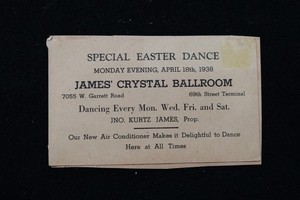 SPECIAL EASTER DANCE
MONDAY EVENING, APRIL 18th, 1938
JAMES' CRYSTAL BALLROOM
7055 W. Garrett Road 69th Street Terminal
Dancing Every Mon. Wed. Fri. and Sat.
JNO. KURTZ JAMES, Prop.
Our New Air Conditioner Makes it Delightful to Dance
Here at All Times